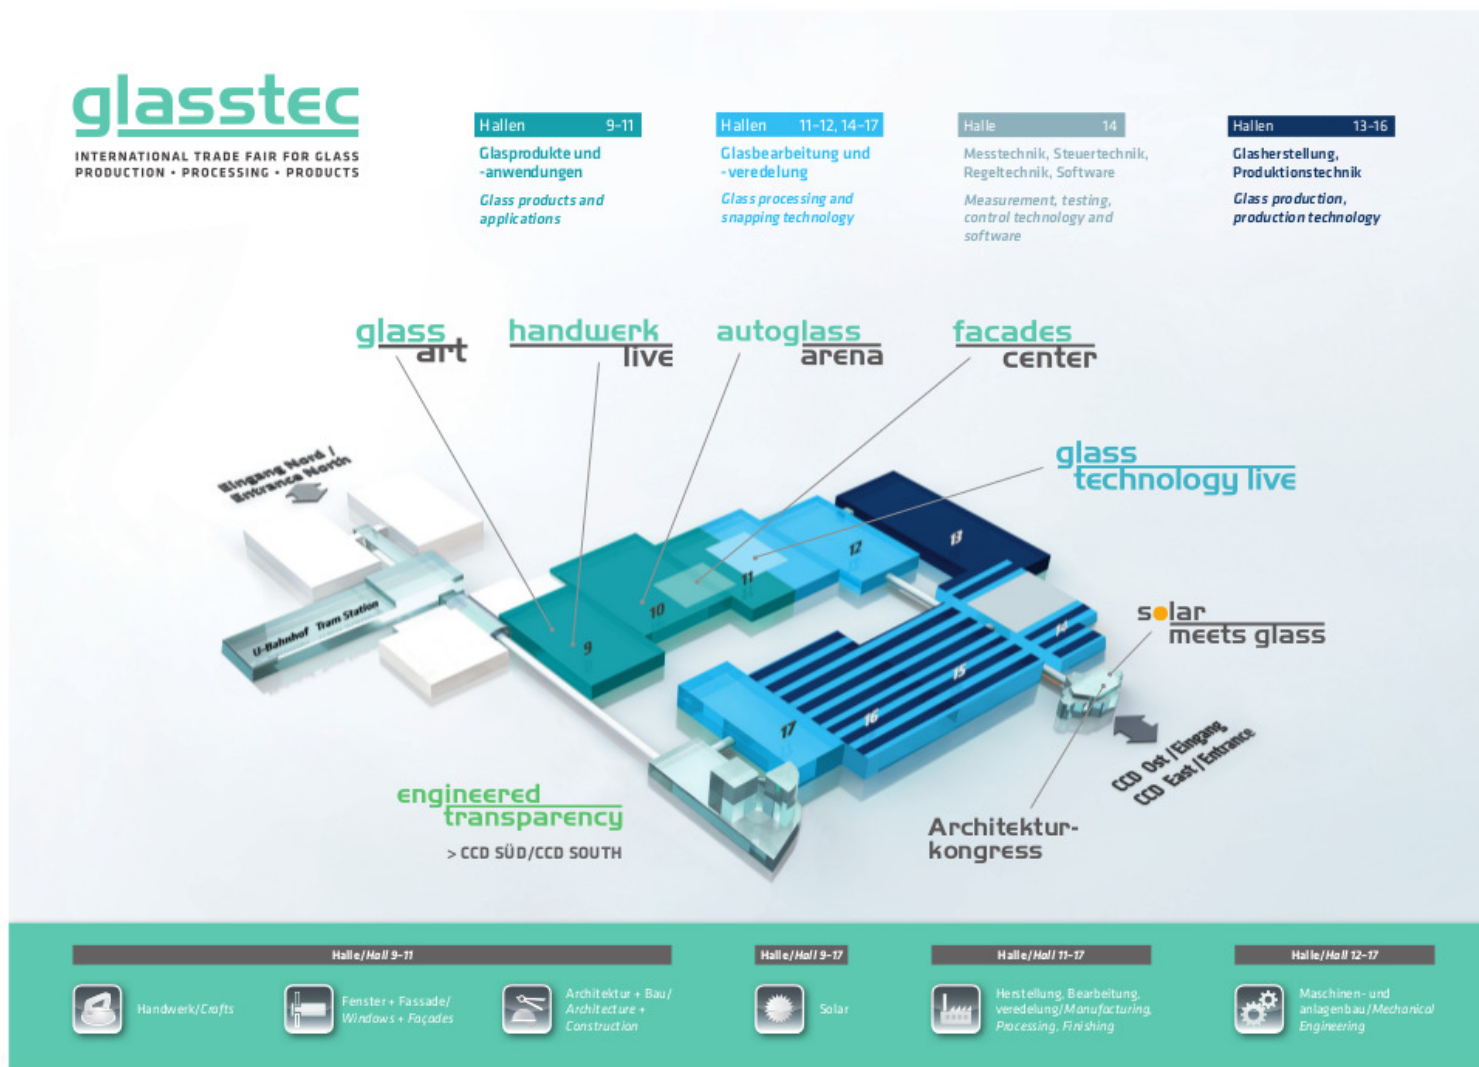 glasstec
INTERNATIONAL TRADE FAIR FOR GLASS
PRODUCTION • PROCESSING • PRODUCTS
Hallen 9–11
Glasprodukte und
-anwendungen
Glass products and
applications
Hallen 11–12, 14–17
Glasbearbeitung und
-veredelung
Glass processing and
snapping technology
Halle 14
Messtechnik, Steuertechnik,
Regeltechnik, Software
Measurement, testing,
control technology and
software
Hallen 13–16
Glasherstellung,
Produktionstechnik
Glass production,
production technology
glass
art
handwerk
live
autoglass
arena
facades
center
glass
technology live
Eingang Nord /
Entrance North
U-Bahnhof Tram Station
9
10
11
12
13
14
15
16
17
solar
meets glass
CCD Ost/Eingang
CCD East/Entrance
engineered
transparency
> CCD SÜD/CCD SOUTH
Architektur-
kongress
Halle/Hall 9–11
Handwerk/Crafts
Fenster + Fassade/
Windows + Façades
Architektur + Bau/
Architecture +
Construction
Halle/Hall 9–17
Solar
Halle/Hall 11–17
Herstellung, Bearbeitung,
veredelung/Manufacturing,
Processing, Finishing
Halle/Hall 12–17
Maschinen- und
anlagenbau/Mechanical
Engineering